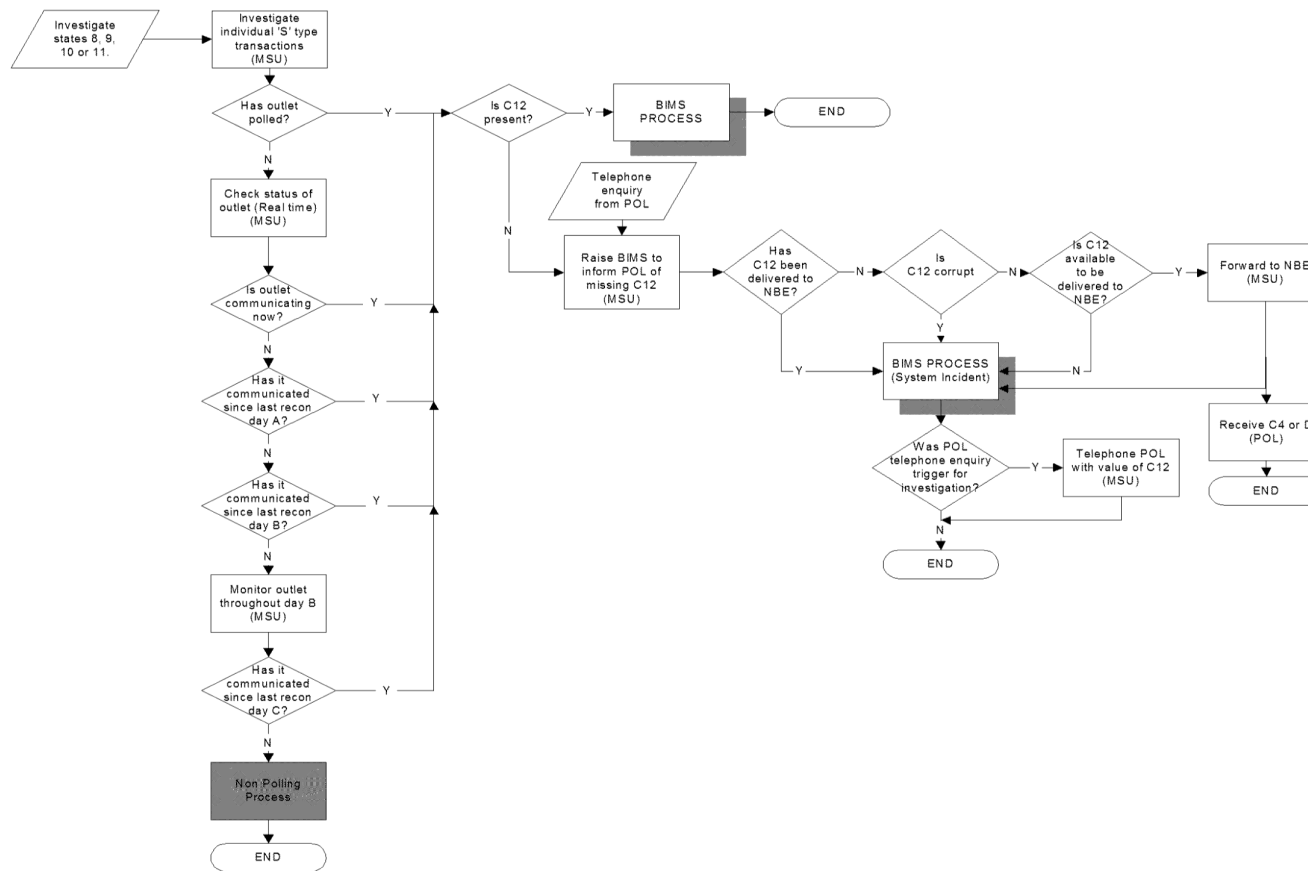 Investigate
states 8, 9,
10 or 11.
Investigate
individual 'S' type
transactions
(MSU)
Has outlet
polled?
Y
N
Check status of
outlet (Real time)
(MSU)
Is outlet
communicating
now?
Y
N
Has it
communicated
since last recon
day A?
Y
N
Has it
communicated
since last recon
day B?
Y
N
Monitor outlet
throughout day B
(MSU)
Has it
communicated
since last recon
day C?
Y
N
Non Polling
Process
END
Is C12
present?
Y
N
BIMS
PROCESS
END
Telephone
enquiry
from POL
Raise BIMS to
inform POL of
missing C12
(MSU)
Has
C12 been
delivered to
NBE?
N
Y
Is
C12 corrupt
N
Y
Is C12
available
to be
delivered to
NBE?
Y
N
Forward to NBE
(MSU)
BIMS PROCESS
(System Incident)
Receive C4 or D
(POL)
END
Was POL
telephone enquiry
trigger for
investigation?
Y
N
Telephone POL
with value of C12
(MSU)
END